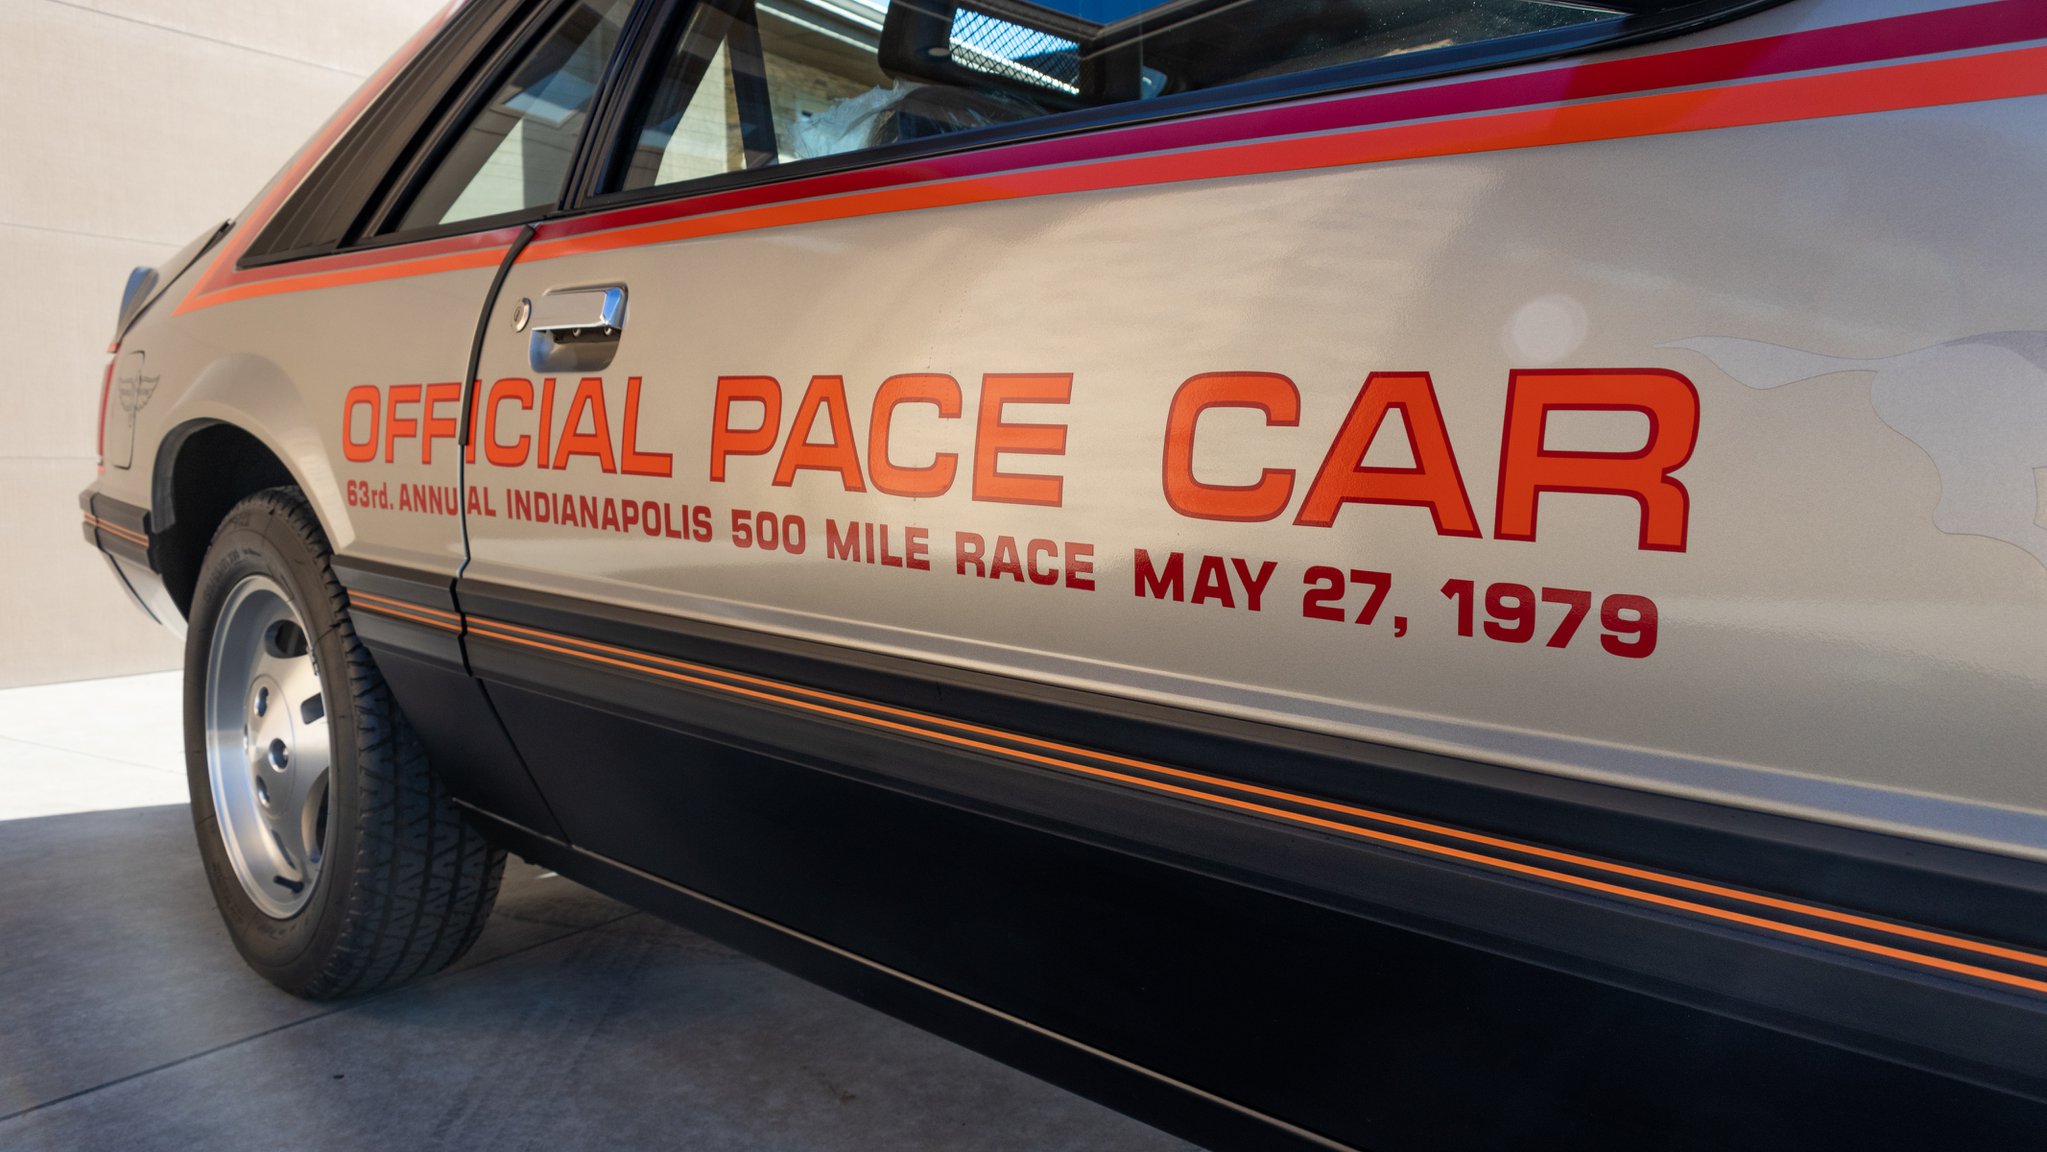 OFFICIAL PACE CAR
63rd. ANNUAL INDIANAPOLIS 500 MILE RACE MAY 27, 1979